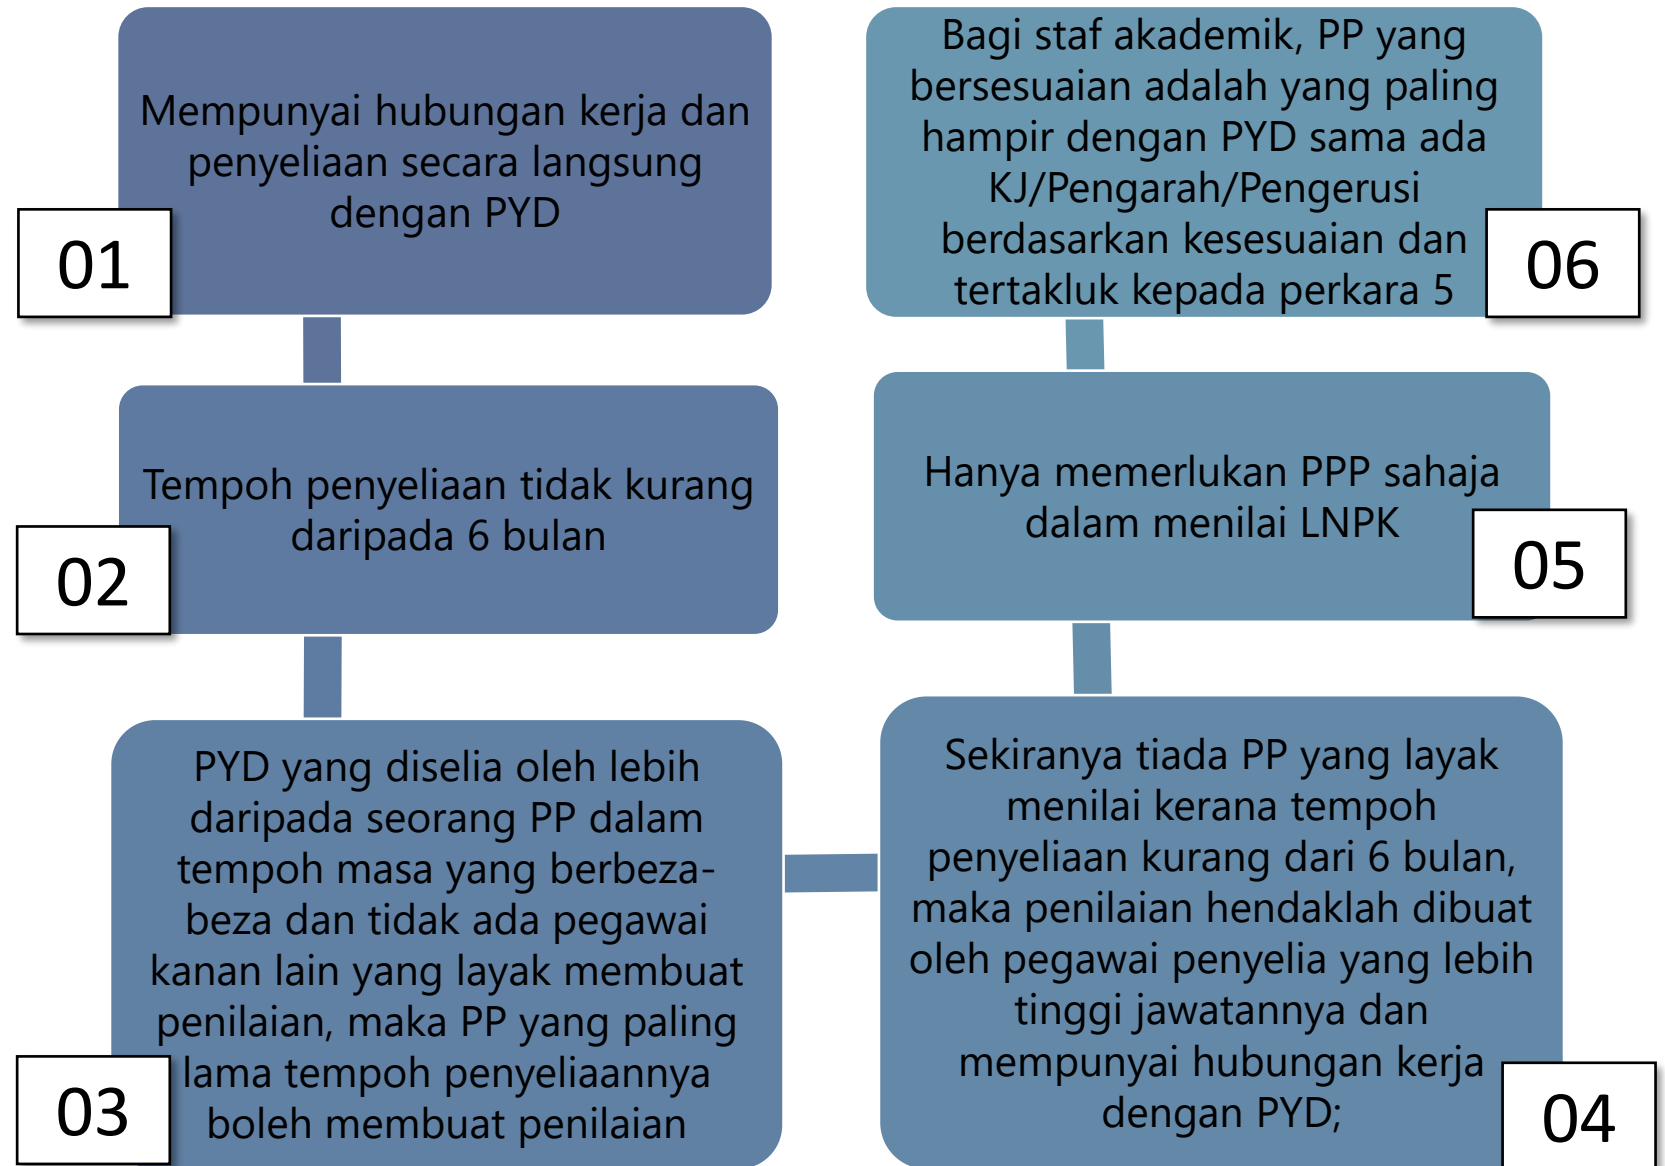 Mempunyai hubungan kerja dan
penyeliaan secara langsung
dengan PYD
01
Tempoh penyeliaan tidak kurang
daripada 6 bulan
02
PYD yang diselia oleh lebih
daripada seorang PP dalam
tempoh masa yang berbeza-
beza dan tidak ada pegawai
kanan lain yang layak membuat
penilaian, maka PP yang paling
lama tempoh penyeliaannya
boleh membuat penilaian
03
Sekiranya tiada PP yang layak
menilai kerana tempoh
penyeliaan kurang dari 6 bulan,
maka penilaian hendaklah dibuat
oleh pegawai penyelia yang lebih
tinggi jawatannya dan
mempunyai hubungan kerja
dengan PYD;
04
Hanya memerlukan PPP sahaja
dalam menilai LNPK
05
Bagi staf akademik, PP yang
bersesuaian adalah yang paling
hampir dengan PYD sama ada
KJ/Pengarah/Pengerusi
berdasarkan kesesuaian dan
tertakluk kepada perkara 5
06